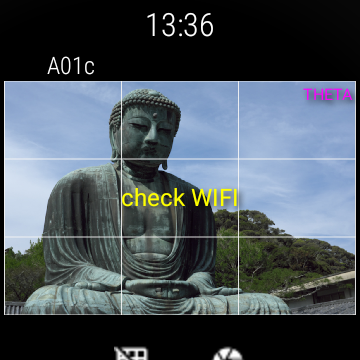 13:36
A01c
THETA
check WIFI